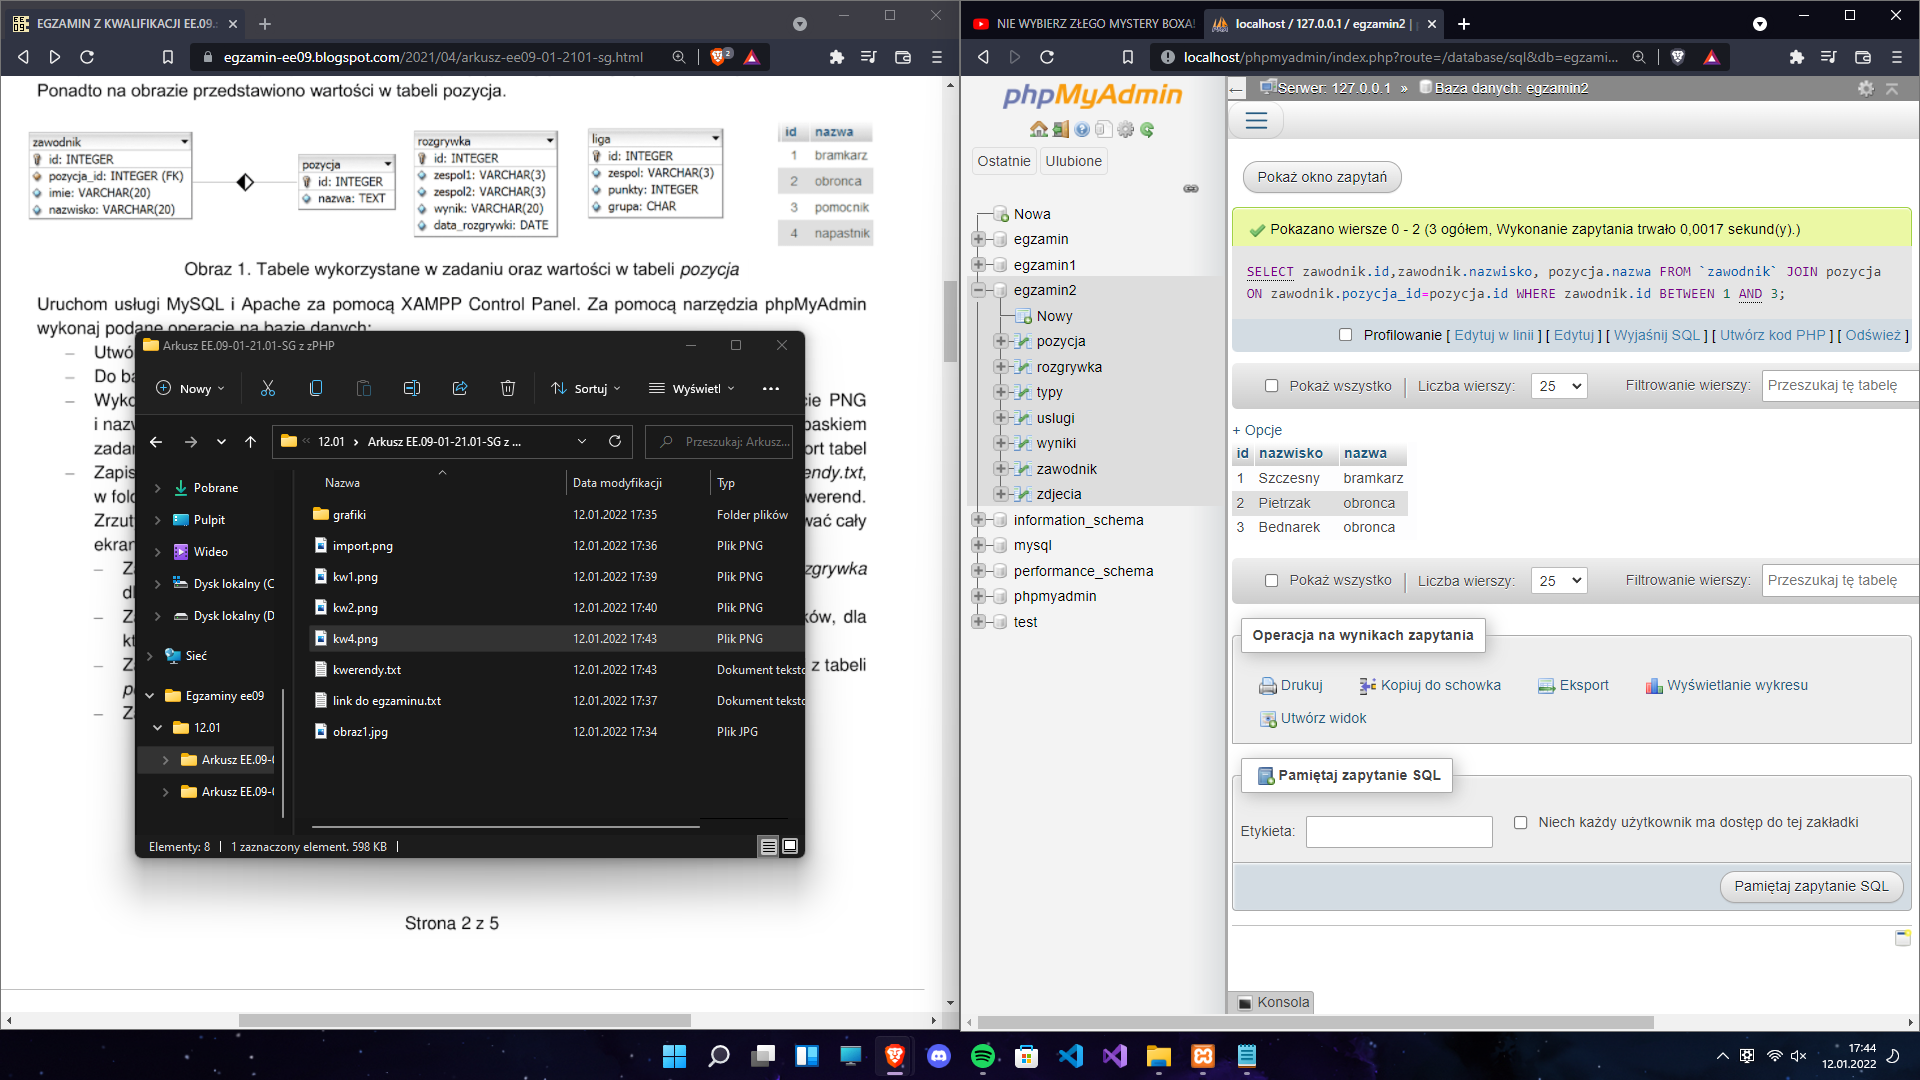 EGZAMIN Z KWALIFIKACJI EE.09.
egzamin-ee09.blogspot.com/2021/04/arkusz-ee09-01-2101-sg.html
2
Ponadto na obrazie przedstawiono wartości w tabeli pozycja.
zawodnik
id: INTEGER
pozycja_id: INTEGER (FK)
imie: VARCHAR(20)
nazwisko: VARCHAR(20)
pozycja
id: INTEGER
nazwa: TEXT
rozgrywka
id: INTEGER
zespol1: VARCHAR(3)
zespol2: VARCHAR(3)
wynik: VARCHAR(20)
data_rozgrywki: DATE
liga
id: INTEGER
zespol: VARCHAR(3)
punkty: INTEGER
grupa: CHAR
id nazwa
1 bramkarz
2 obronca
3 pomocnik
4 napastnik
Obraz 1. Tabele wykorzystane w zadaniu oraz wartości w tabeli pozycja
Uruchom usługi MySQL i Apache za pomocą XAMPP Control Panel. Za pomocą narzędzia phpMyAdmin
wykonaj podane operacje na bazie danych:
– Utwó
– Do ba
– Wyko
cie PNG
i nazw
paskiem
zadan
ort tabel
– Zapis
rendy.txt,
w fold
werend.
Zrzut
wać cały
ekran
– Z
zgrywka
dl
– Z
ków, dla
kt
– Z
z tabeli
p
– Z
Strona 2 z 5
Arkusz EE.09-01-21.01-SG z zPHP
Nowy
Sortuj
Wyświetl
12.01 › Arkusz EE.09-01-21.01-SG z ...
Przeszukaj: Arkusz...
Pobrane
Pulpit
Wideo
Dysk lokalny (C
Dysk lokalny (D
Sieć
Egzaminy ee09
12.01
Arkusz EE.09-0
Arkusz EE.09-0
Nazwa Data modyfikacji Typ
grafiki 12.01.2022 17:35 Folder plików
import.png 12.01.2022 17:36 Plik PNG
kw1.png 12.01.2022 17:39 Plik PNG
kw2.png 12.01.2022 17:40 Plik PNG
kw4.png 12.01.2022 17:43 Plik PNG
kwerendy.txt 12.01.2022 17:43 Dokument teksto
link do egzaminu.txt 12.01.2022 17:37 Dokument teksto
obraz1.jpg 12.01.2022 17:34 Plik JPG
Elementy: 8 | 1 zaznaczony element. 598 KB |
NIE WYBIERZ ZŁEGO MYSTERY BOXA!
localhost / 127.0.0.1 / egzamin2 |
localhost/phpmyadmin/index.php?route=/database/sql&db=egzami...
phpMyAdmin
Ostatnie Ulubione
Nowa
egzamin
egzamin1
egzamin2
Nowy
pozycja
rozgrywka
typy
uslugi
wyniki
zawodnik
zdjecia
information_schema
mysql
performance_schema
phpmyadmin
test
Serwer: 127.0.0.1 » Baza danych: egzamin2
Pokaż okno zapytań
Pokazano wiersze 0 - 2 (3 ogółem, Wykonanie zapytania trwało 0,0017 sekund(y).)
SELECT zawodnik.id,zawodnik.nazwisko, pozycja.nazwa FROM `zawodnik` JOIN pozycja
ON zawodnik.pozycja_id=pozycja.id WHERE zawodnik.id BETWEEN 1 AND 3;
Profilowanie [ Edytuj w linii ] [ Edytuj ] [ Wyjaśnij SQL ] [ Utwórz kod PHP ] [ Odśwież ]
Pokaż wszystko | Liczba wierszy: 25 Filtrowanie wierszy: Przeszukaj tę tabelę
+ Opcje
id nazwisko nazwa
1 Szczesny bramkarz
2 Pietrzak obronca
3 Bednarek obronca
Pokaż wszystko | Liczba wierszy: 25 Filtrowanie wierszy: Przeszukaj tę tabelę
Operacja na wynikach zapytania
Drukuj Kopiuj do schowka Eksport Wyświetlanie wykresu
Utwórz widok
Pamiętaj zapytanie SQL
Etykieta: Niech każdy użytkownik ma dostęp do tej zakładki
Pamiętaj zapytanie SQL
Konsola
17:44
12.01.2022